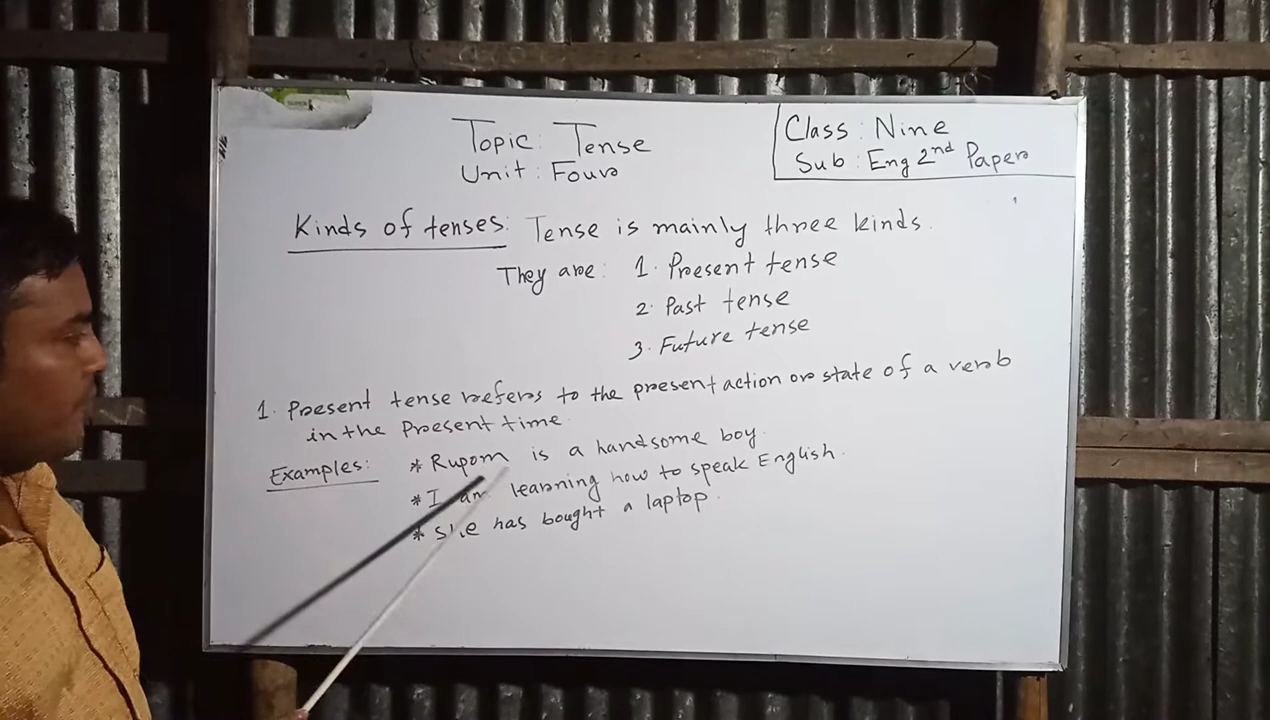 Topic: Tense
Unit: Four
Class: Nine
Sub: Eng 2nd Paper
Kinds of tenses: Tense is mainly three kinds.
They are: 1. Present tense
2. Past tense
3. Future tense
1. Present tense refers to the present action or state of a verb
in the present time.
Examples: * Rupom is a handsome boy.
* I am learning how to speak English.
* She has bought a laptop.